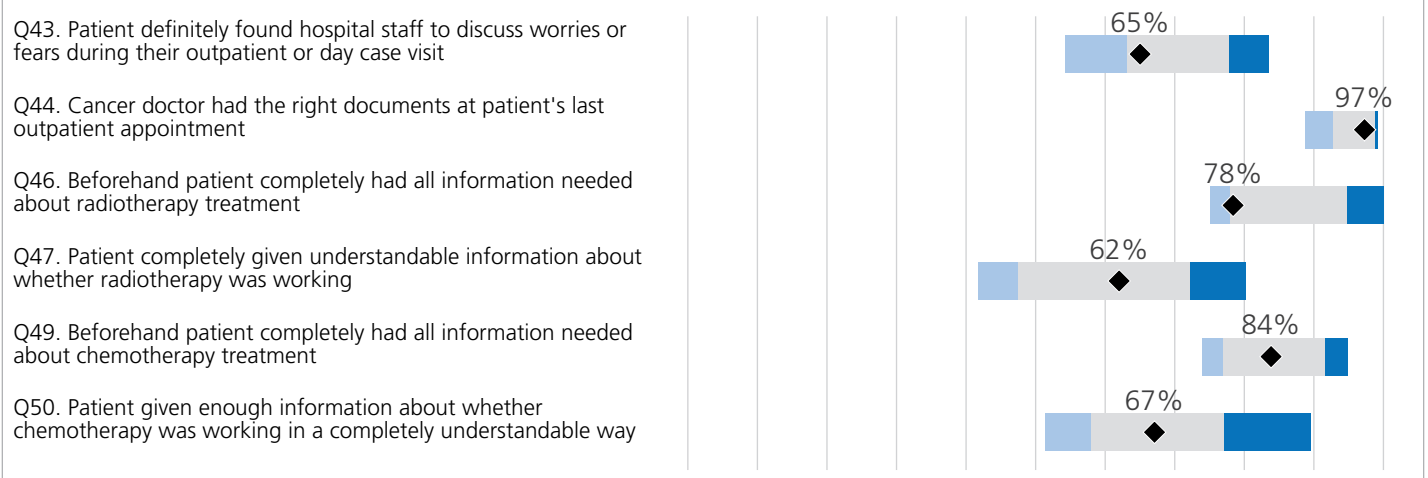 Q43. Patient definitely found hospital staff to discuss worries or
fears during their outpatient or day case visit
65%
Q44. Cancer doctor had the right documents at patient's last
outpatient appointment
97%
Q46. Beforehand patient completely had all information needed
about radiotherapy treatment
78%
Q47. Patient completely given understandable information about
whether radiotherapy was working
62%
Q49. Beforehand patient completely had all information needed
about chemotherapy treatment
84%
Q50. Patient given enough information about whether
chemotherapy was working in a completely understandable way
67%